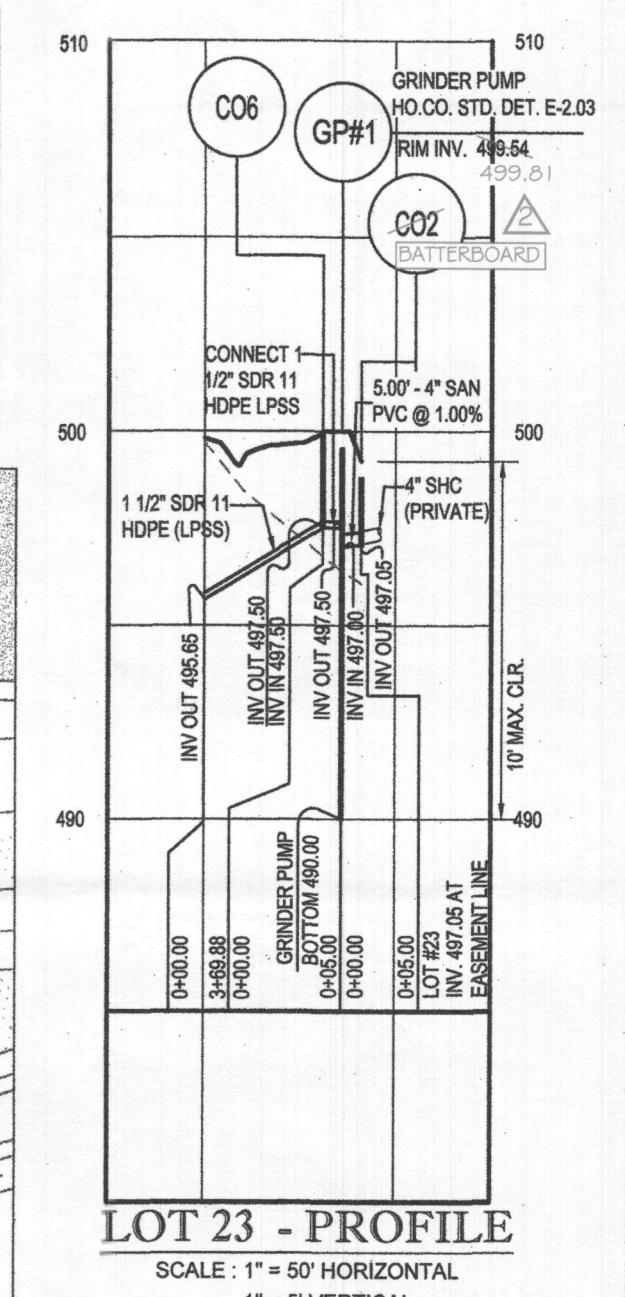 510
510
CO6
GP#1
GRINDER PUMP
HO.CO. STD. DET. E-2.03
RIM INV. 499.54
499.81
CO2
2
BATTERBOARD
CONNECT 1
1/2" SDR 11
HDPE LPSS
5.00' - 4" SAN
PVC @ 1.00%
500
500
1 1/2" SDR 11
HDPE (LPSS)
4" SHC
(PRIVATE)
INV OUT 495.65
INV OUT 497.50
INV IN 497.50
INV OUT 497.50
INV IN 497.00
INV OUT 497.05
10' MAX. CLR.
490
490
0+00.00
3+69.88
0+00.00
GRINDER PUMP
BOTTOM 490.00
0+05.00
0+00.00
0+05.00
LOT #23
INV. 497.05 AT
EASEMENT LINE
LOT 23 - PROFILE
SCALE : 1" = 50' HORIZONTAL
1" = 5' VERTICAL